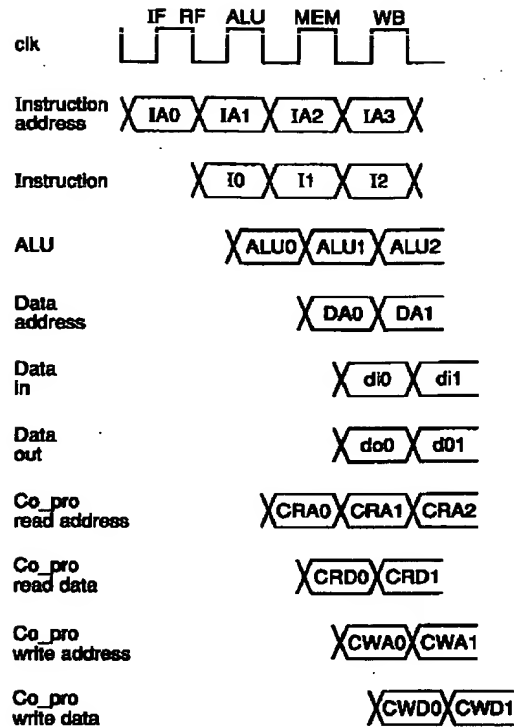 IF RF ALU MEM WB
clk
Instruction
address
IA0 IA1 IA2 IA3
Instruction
I0 I1 I2
ALU
ALU0 ALU1 ALU2
Data
address
DA0 DA1
Data
in
di0 di1
Data
out
do0 d01
Co_pro
read address
CRA0 CRA1 CRA2
Co_pro
read data
CRD0 CRD1
Co_pro
write address
CWA0 CWA1
Co_pro
write data
CWD0 CWD1